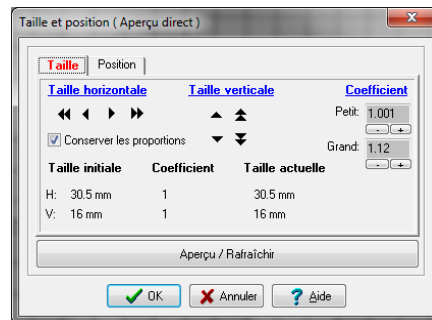 Taille et position ( Aperçu direct )
Taille Position
Taille horizontale Taille verticale Coefficient
Petit: 1.001
- +
Conserver les proportions
Grand: 1.12
- +
Taille initiale Coefficient Taille actuelle
H: 30.5 mm 1 30.5 mm
V: 16 mm 1 16 mm
Aperçu / Rafraîchir
OK Annuler ? Aide